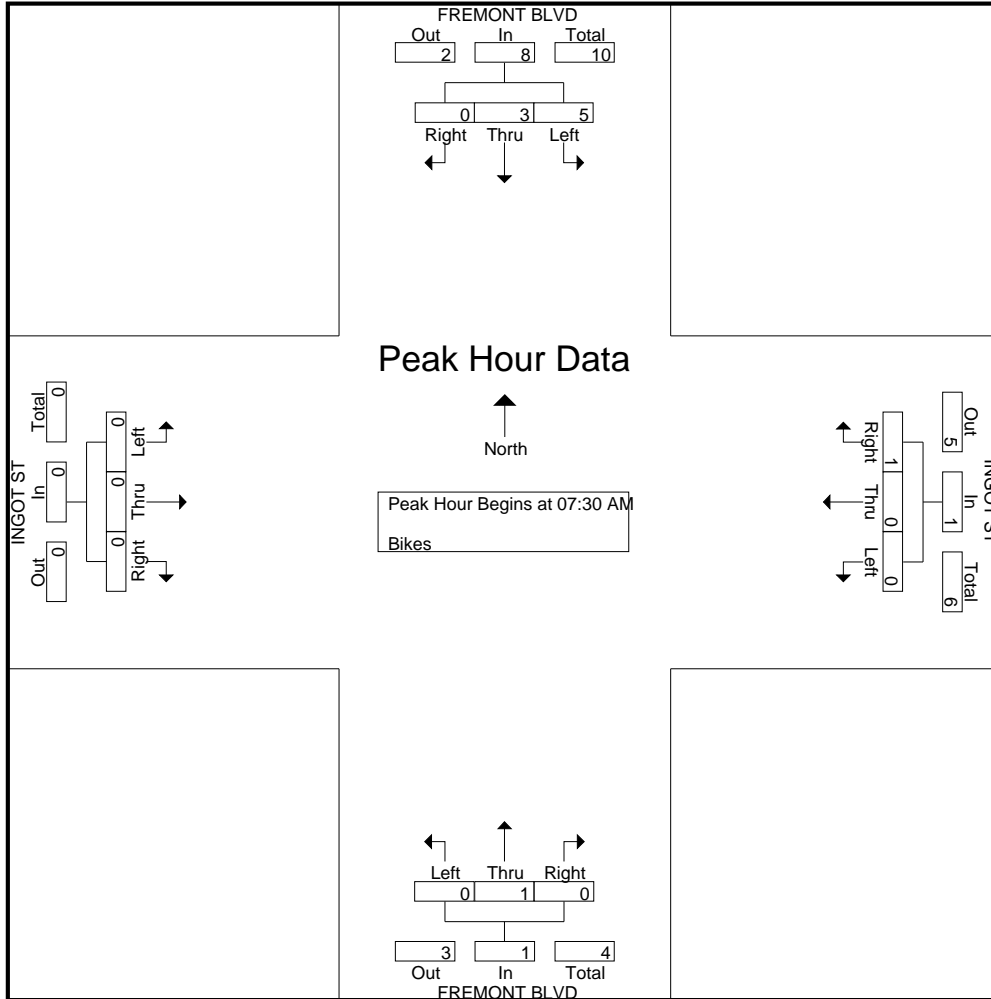 FREMONT BLVD
Out In Total
2 8 10
0 3 5
Right Thru Left
Peak Hour Data
North
Peak Hour Begins at 07:30 AM
Bikes
INGOT ST
Total In Out
0 0 0
0 0 0
Left Thru Right
INGOT ST
Out In Total
5 1 6
1 0 0
Right Thru Left
Left Thru Right
0 1 0
3 1 4
Out In Total
FREMONT BLVD